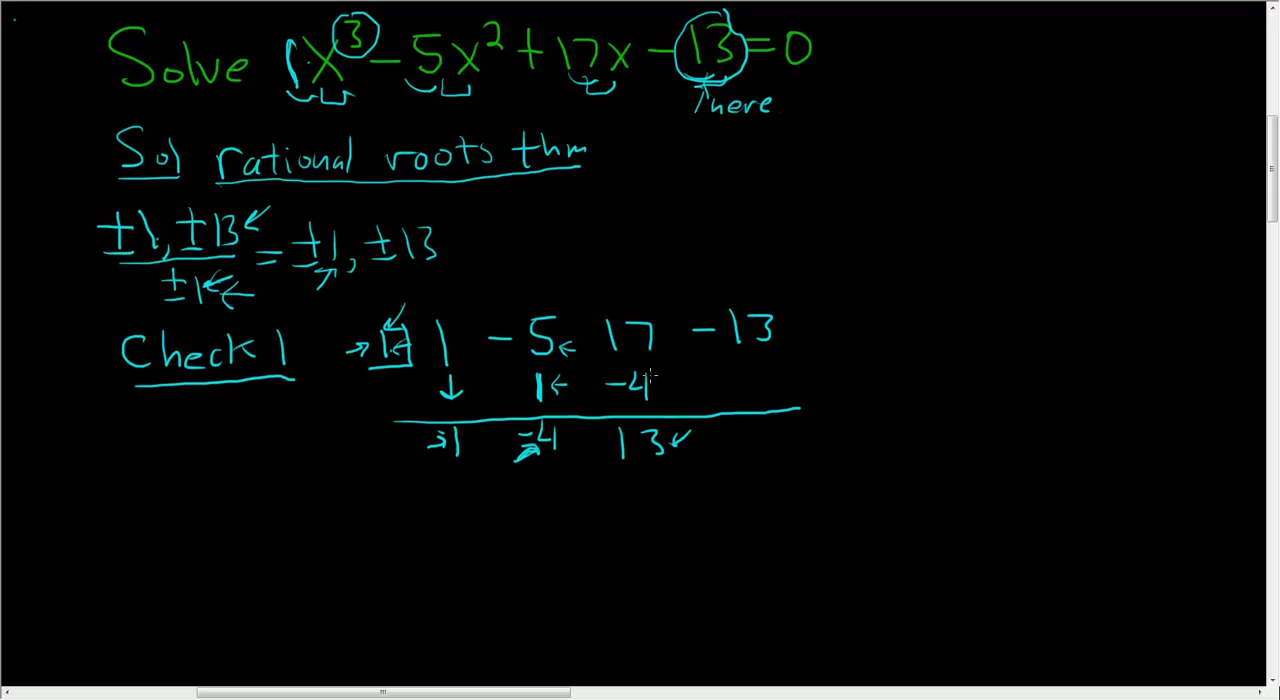 Solve 1x³ - 5x² + 17x - 13 = 0
There
Sol rational roots thm
±1, ±13
±1
= ±1, ±13
Check 1
1 1 -5 17 -13
1 -4
1 -4 13